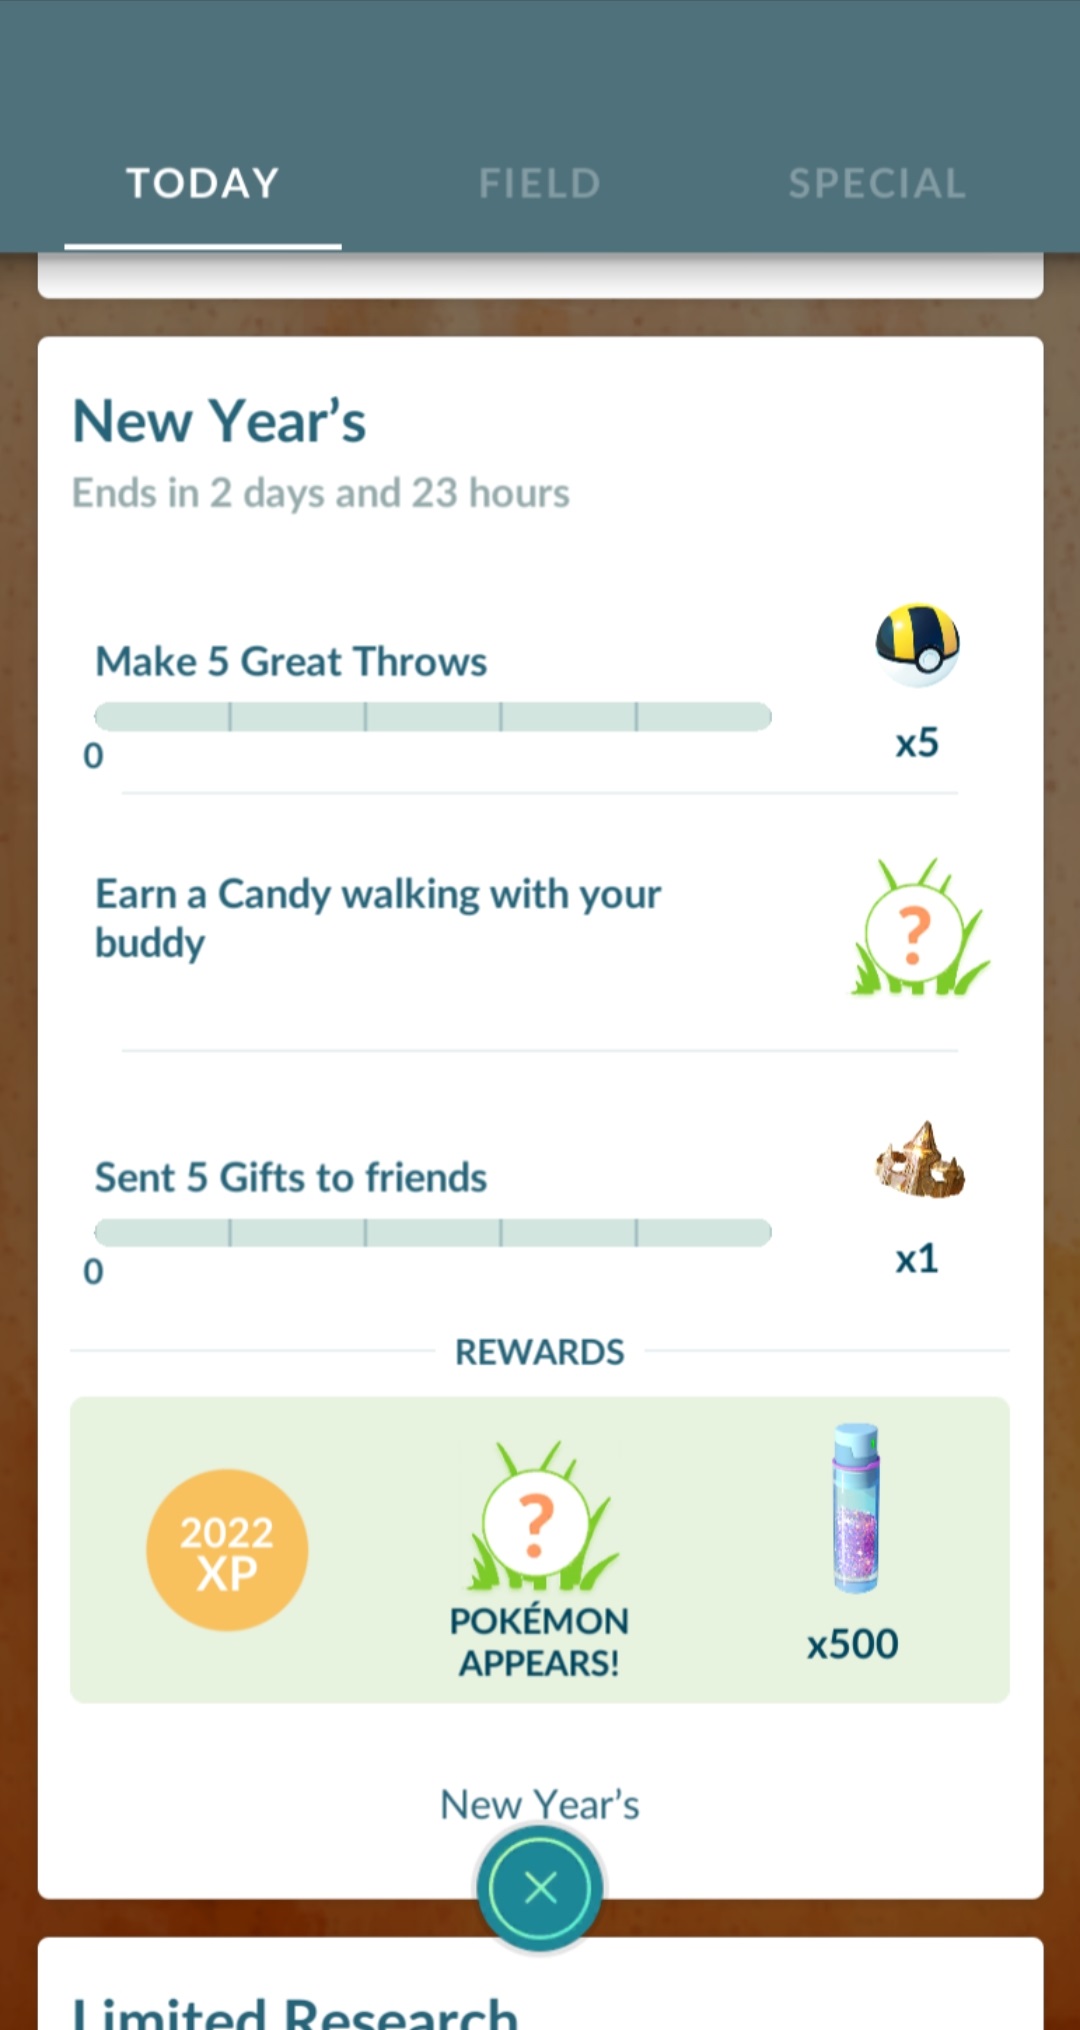 TODAY
FIELD
SPECIAL
New Year's
Ends in 2 days and 23 hours
Make 5 Great Throws
0
x5
Earn a Candy walking with your
buddy
?
Sent 5 Gifts to friends
0
x1
REWARDS
2022
XP
?
POKÉMON
APPEARS!
x500
New Year's
Limited Research